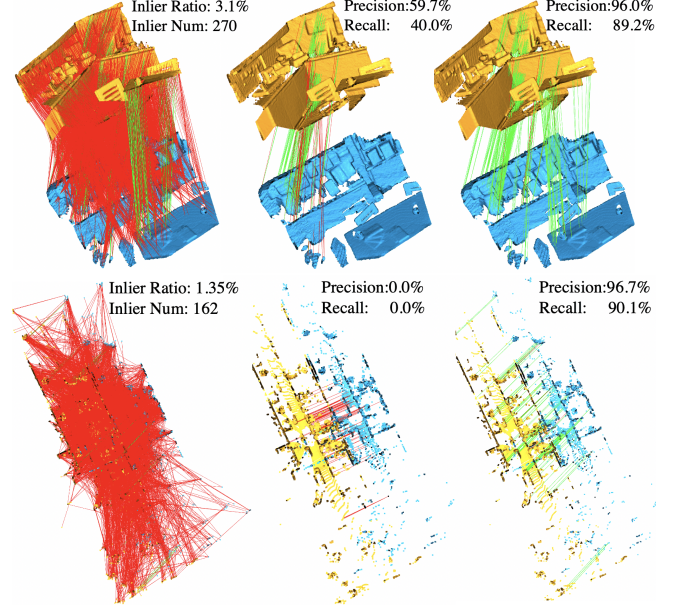 Inlier Ratio: 3.1%
Inlier Num: 270
Precision:59.7%
Recall: 40.0%
Precision:96.0%
Recall: 89.2%
Inlier Ratio: 1.35%
Inlier Num: 162
Precision:0.0%
Recall: 0.0%
Precision:96.7%
Recall: 90.1%